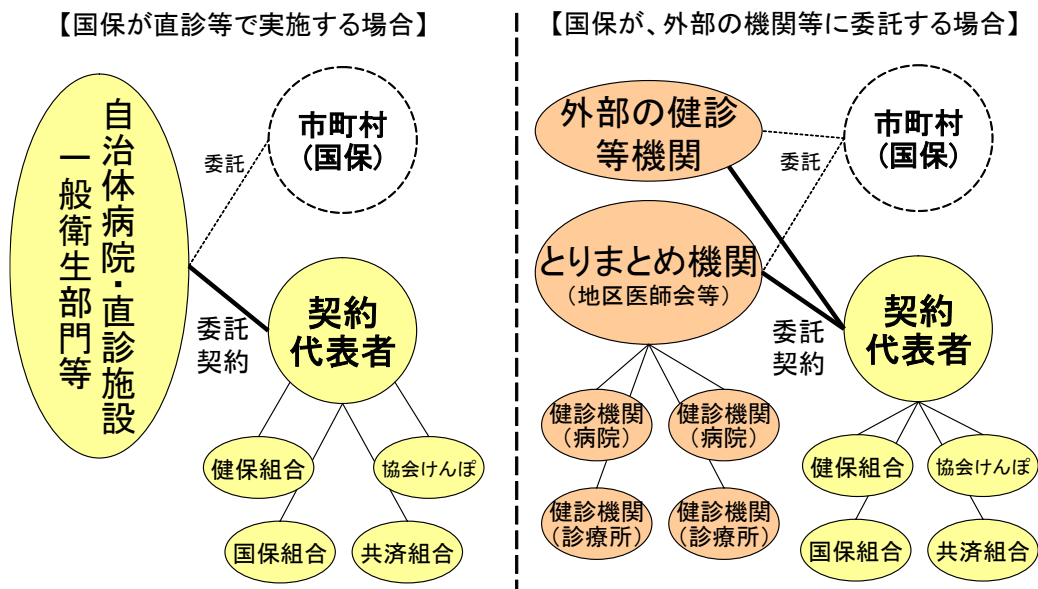 【国保が直診等で実施する場合】
市町村
（国保）
自治体病院・直診施設
一般衛生部門等
委託
委託
契約
契約
代表者
健保組合
協会けんぽ
国保組合
共済組合
【国保が、外部の機関等に委託する場合】
外部の健診
等機関
市町村
（国保）
委託
とりまとめ機関
（地区医師会等）
委託
契約
契約
代表者
健診機関
（病院）
健診機関
（病院）
健診機関
（診療所）
健診機関
（診療所）
健保組合
協会けんぽ
国保組合
共済組合